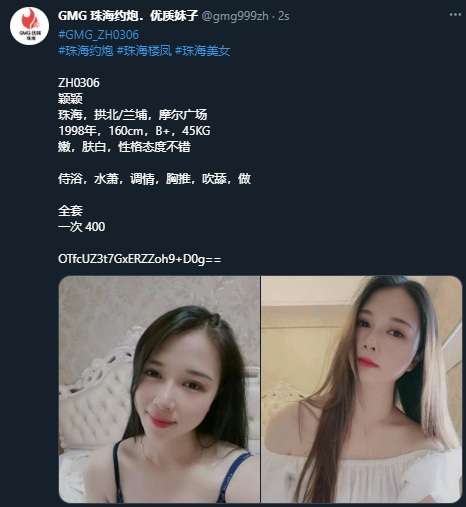 GMG 珠海约炮．优质妹子 @gmg999zh · 2s
GMG 优妹
珠海
#GMG_ZH0306
#珠海约炮 #珠海楼凤 #珠海美女
ZH0306
颖颖
珠海，拱北/兰埔，摩尔广场
1998年，160cm，B+，45KG
嫩，肤白，性格态度不错
侍浴，水萧，调情，胸推，吹舔，做
全套
一次 400
OTfcUZ3t7GxERZZoh9+D0g==